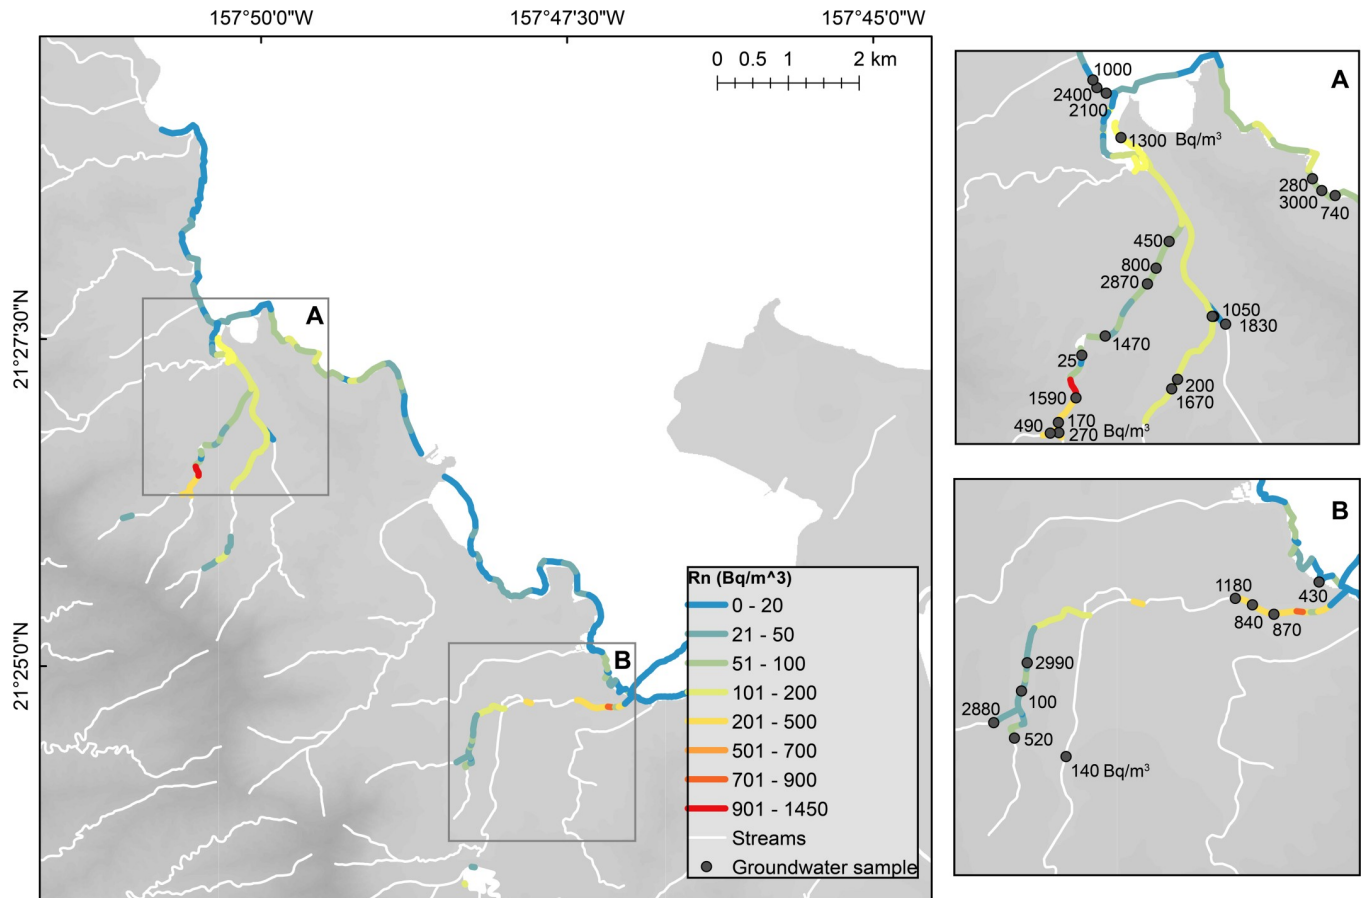 157°50'0"W
157°47'30"W
157°45'0"W
0 0.5 1 2 km
21°27'30"N
21°25'0"N
A
B
Rn (Bq/m^3)
0 - 20
21 - 50
51 - 100
101 - 200
201 - 500
501 - 700
701 - 900
901 - 1450
Streams
Groundwater sample
A
1000
2400
2100
1300 Bq/m³
280
3000
740
450
800
2870
1050
1830
1470
25
200
1670
1590
170
490
270 Bq/m³
B
1180
430
840
870
2990
100
2880
520
140 Bq/m³